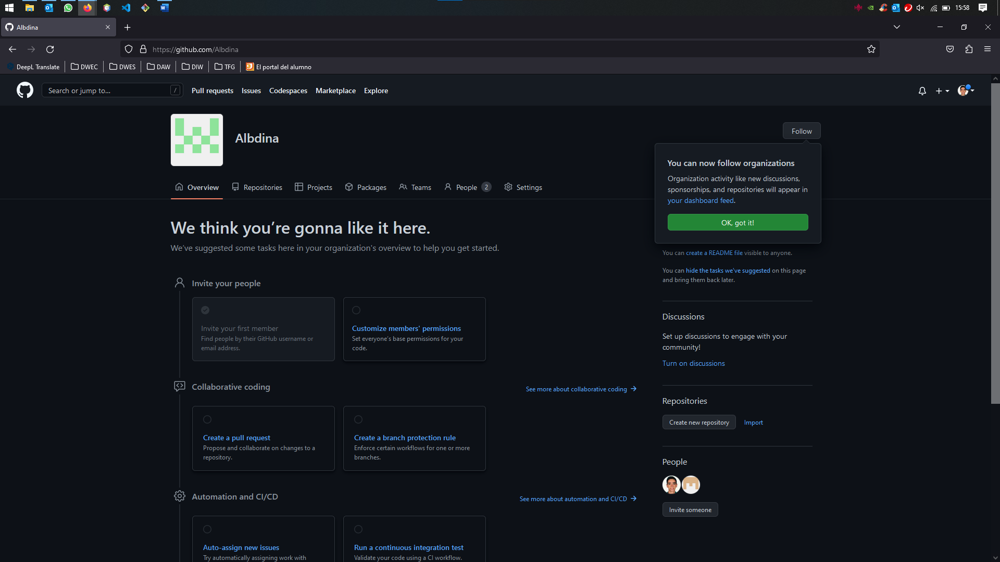 15:58
Albdina
https://github.com/Albdina
DeepL Translate DWEC DWES DAW DIW TFG El portal del alumno
Search or jump to... / Pull requests Issues Codespaces Marketplace Explore
Albdina
Follow
You can now follow organizations
Organization activity like new discussions,
sponsorships, and repositories will appear in
your dashboard feed.
OK, got it!
Overview Repositories Projects Packages Teams People 2 Settings
We think you’re gonna like it here.
We’ve suggested some tasks here in your organization's overview to help you get started.
Invite your people
Invite your first member
Find people by their GitHub username or
email address.
Customize members' permissions
Set everyone's base permissions for your
code.
Collaborative coding
See more about collaborative coding
Create a pull request
Propose and collaborate on changes to a
repository.
Create a branch protection rule
Enforce certain workflows for one or more
branches.
Automation and CI/CD
See more about automation and CI/CD
Auto-assign new issues
Try automatically assigning work with
Run a continuous integration test
Validate your code using a CI workflow.
You can create a README file visible to anyone.
You can hide the tasks we've suggested on this page
and bring them back later.
Discussions
Set up discussions to engage with your
community!
Turn on discussions
Repositories
Create new repository Import
People
Invite someone